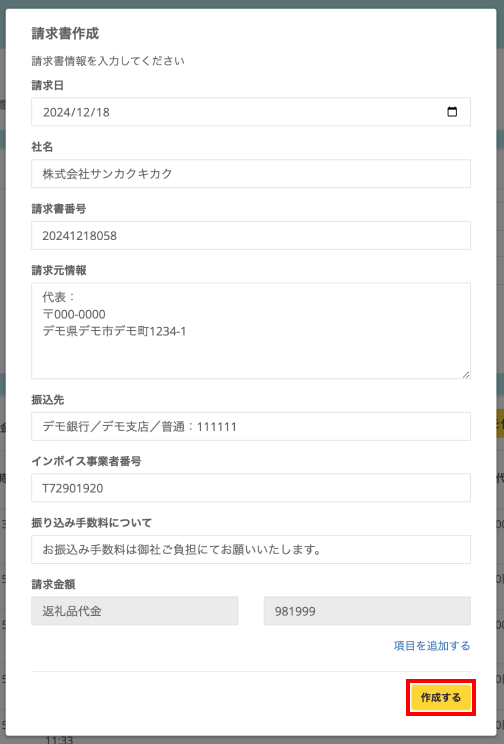 請求書作成
請求書情報を入力してください
請求日
2024/12/18
社名
株式会社サンカクキカク
請求書番号
20241218058
請求元情報
代表：
〒000-0000
デモ県デモ市デモ町1234-1
振込先
デモ銀行／デモ支店／普通：111111
インボイス事業者番号
T72901920
振り込み手数料について
お振込み手数料は御社ご負担にてお願いいたします。
請求金額
返礼品代金 981999
項目を追加する
作成する
11:33